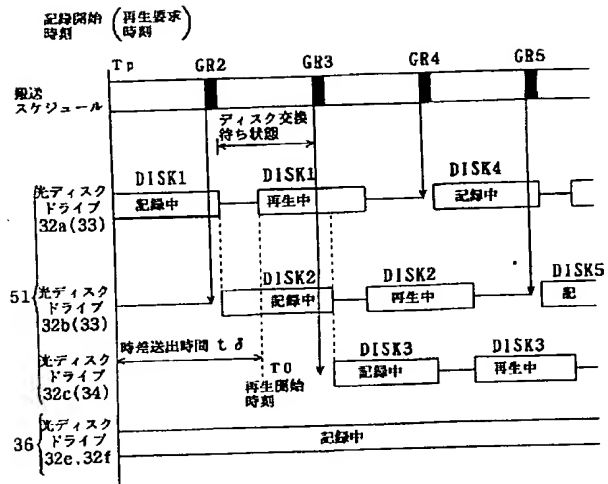 記録開始 (再生要求
時刻 時刻)
Tp GR2 GR3 GR4 GR5
搬送
スケジュール
ディスク交換
待ち状態
DISK1 DISK1 DISK4
光ディスク
ドライブ
32a(33)
記録中 再生中 記録中
DISK2 DISK2 DISK5
51
光ディスク
ドライブ
32b(33)
記録中 再生中 記
時差送出時間 tδ
T0
再生開始
時刻
DISK3 DISK3
光ディスク
ドライブ
32c(34)
記録中 再生中
36
光ディスク
ドライブ
32e.32f
記録中